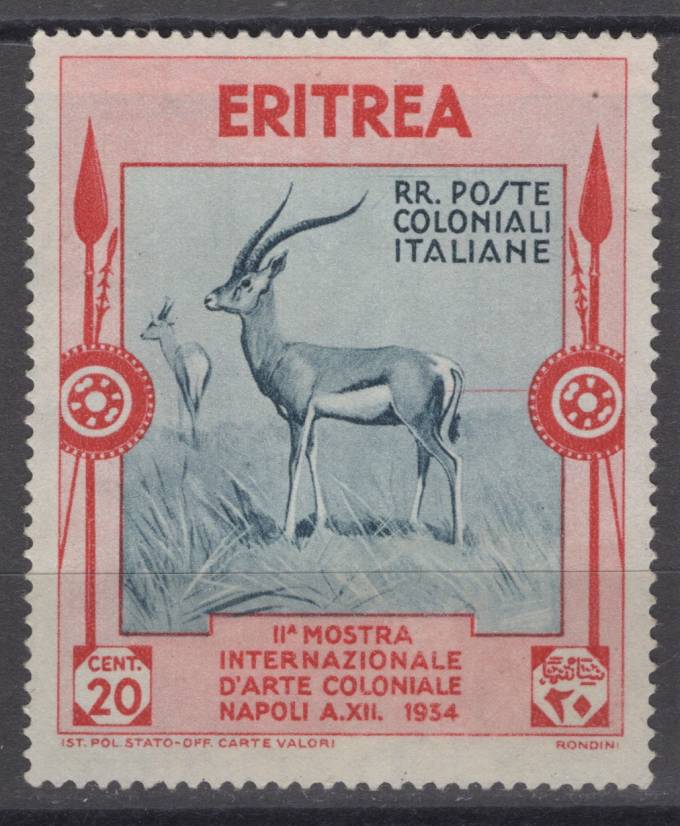 ERITREA
RR. POSTE
COLONIALI
ITALIANE
IIᴬ MOSTRA
INTERNAZIONALE
D'ARTE COLONIALE
NAPOLI A.XII. 1934
CENT.
20
٢٠
IST. POL. STATO-OFF. CARTE VALORI
RONDINI